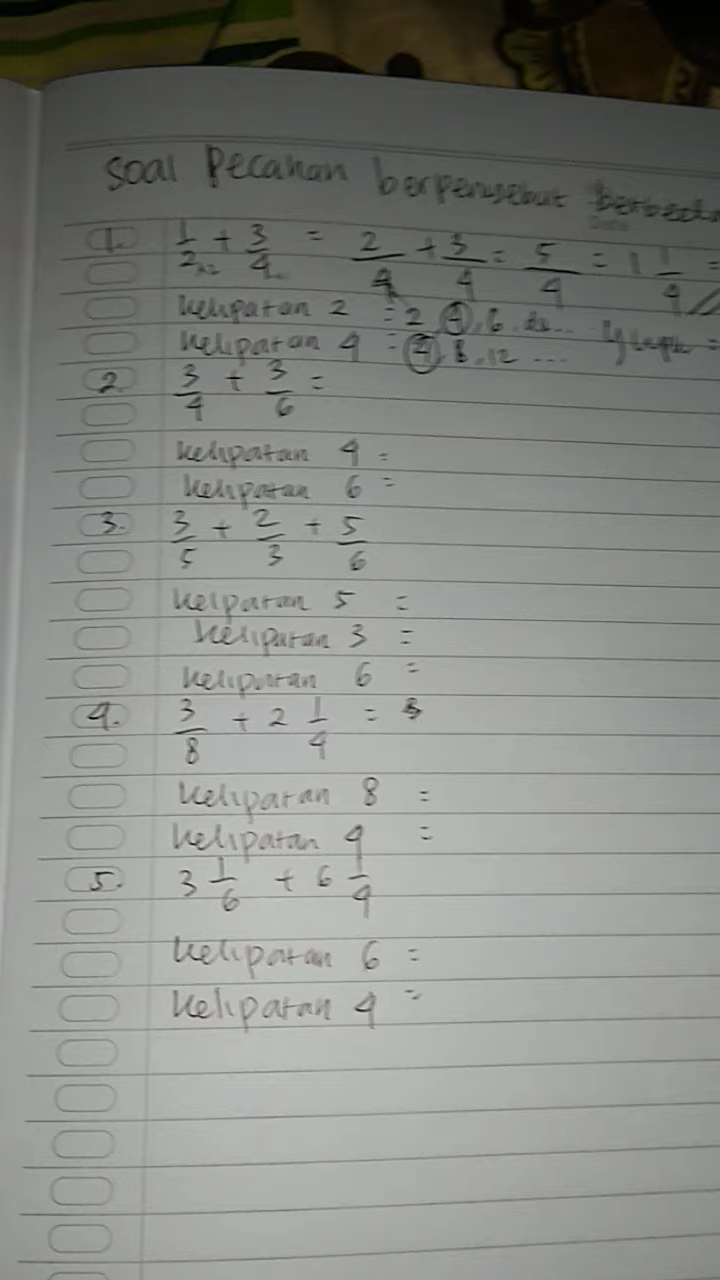 Soal Pecahan berpenyebut berbeda
1. 1/2 + 3/4 = 2/4 + 3/4 = 5/4 = 1 1/4 =
Kelipatan 2 = 2, 4, 6. ...
Kelipatan 4 = 4, 8, 12 ...
2. 3/4 + 3/6 =
Kelipatan 4 =
Kelipatan 6 =
3. 3/5 + 2/3 + 5/6
Kelpatan 5 =
Kelipatan 3 =
Kelipatan 6 =
4. 3/8 + 2 1/4 =
Kelipatan 8 =
Kelipatan 4 =
5. 3 1/6 + 6 1/4
Kelipatan 6 =
Kelipatan 4 =